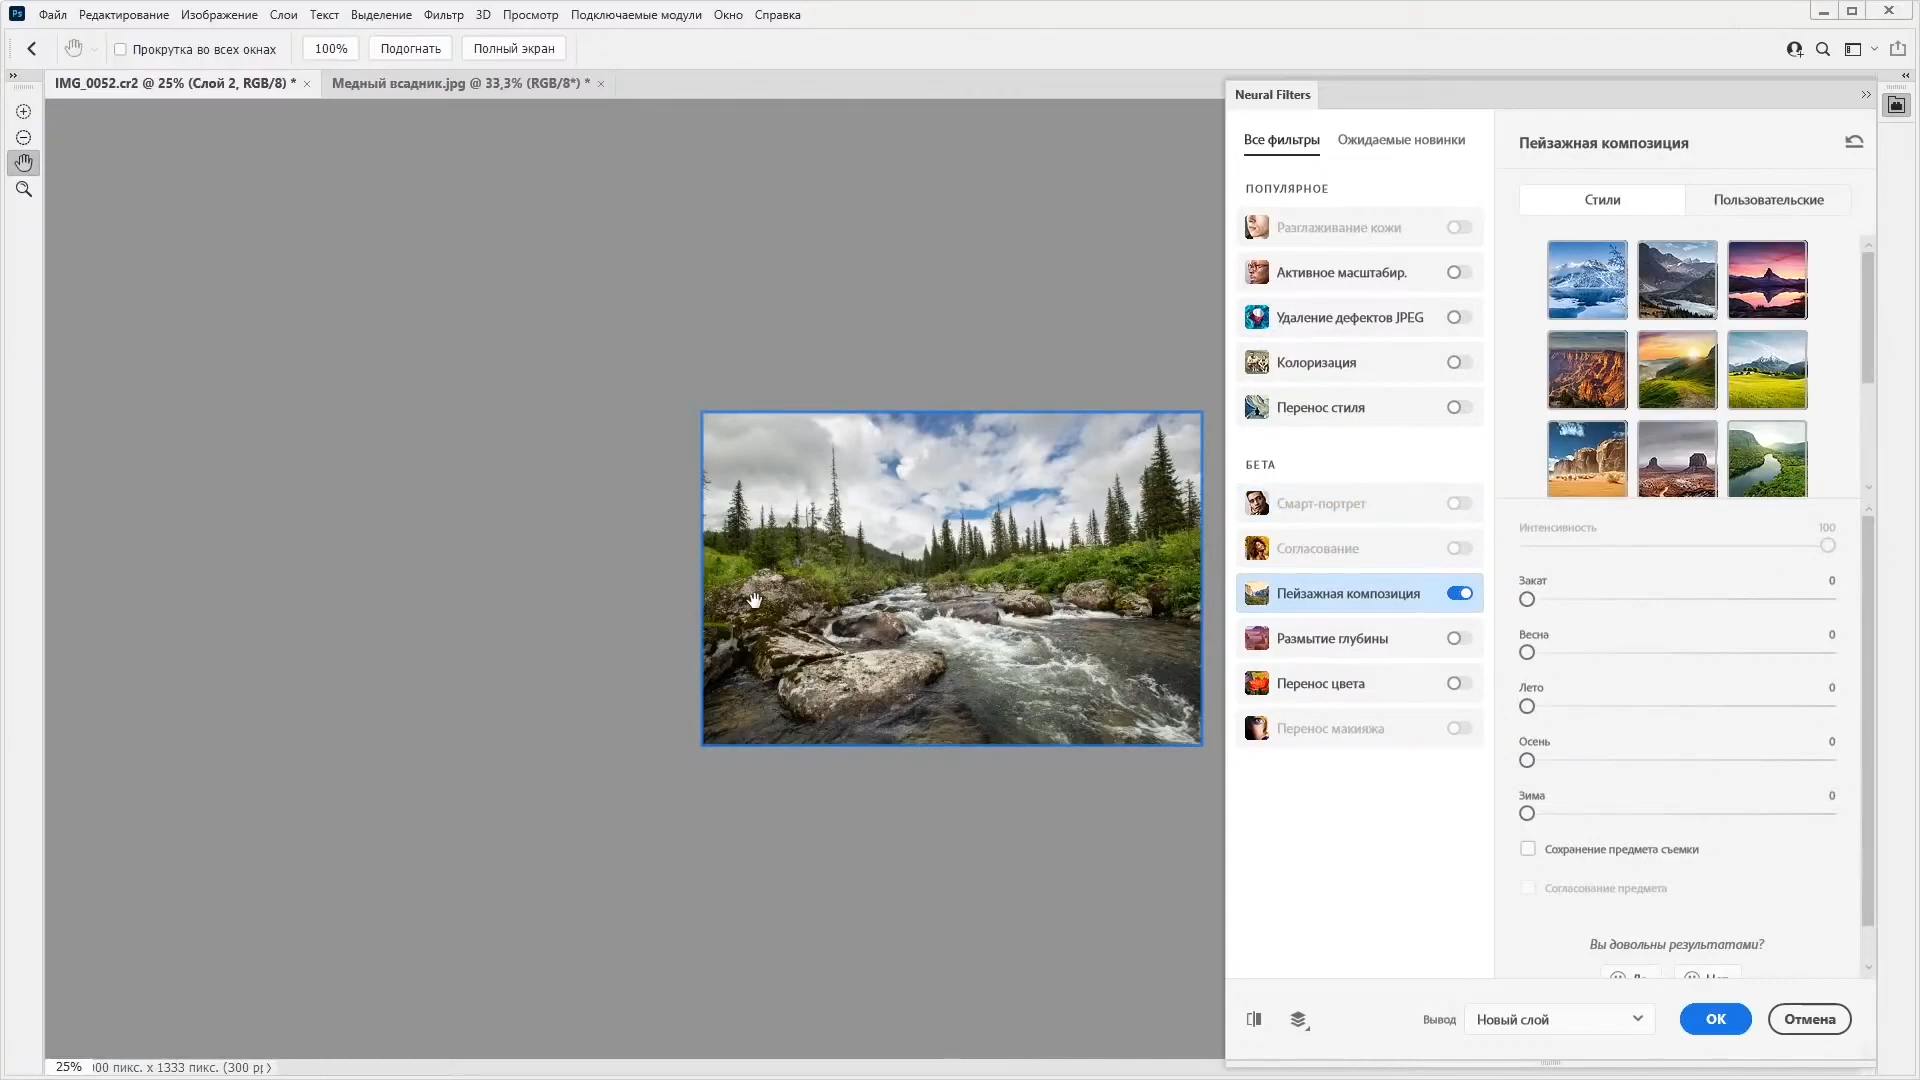 Ps Файл Редактирование Изображение Слои Текст Выделение Фильтр 3D Просмотр Подключаемые модули Окно Справка
Прокрутка во всех окнах 100% Подогнать Полный экран
IMG_0052.cr2 @ 25% (Слой 2, RGB/8) * × Медный всадник.jpg @ 33,3% (RGB/8*) * ×
Neural Filters
Все фильтры Ожидаемые новинки
ПОПУЛЯРНОЕ
Разглаживание кожи
Активное масштабир.
Удаление дефектов JPEG
Колоризация
Перенос стиля
БЕТА
Смарт-портрет
Согласование
Пейзажная композиция
Размытие глубины
Перенос цвета
Перенос макияжа
Пейзажная композиция
Стили Пользовательские
Интенсивность 100
Закат 0
Весна 0
Лето 0
Осень 0
Зима 0
Сохранение предмета съемки
Согласование предмета
Вы довольны результатами?
Вывод Новый слой OK Отмена
25% 00 пикс. x 1333 пикс. (300